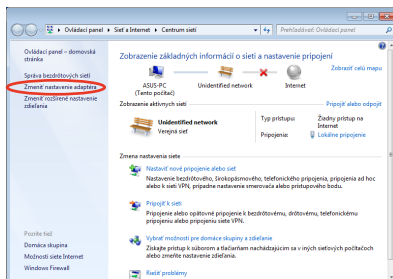 Ovládací panel ▸ Sieť a Internet ▸ Centrum sietí
Prehľadávať: Ovládací panel
Ovládací panel – domovská
stránka
Správa bezdrôtových sietí
Zmeniť nastavenie adaptéra
Zmeniť rozšírené nastavenie
zdieľania
Pozrite tiež
Domáca skupina
Možnosti siete Internet
Windows Firewall
Zobrazenie základných informácií o sieti a nastavenie pripojení
Zobraziť celú mapu
ASUS-PC
(Tento počítač)
Unidentified network
Internet
Zobrazenie aktívnych sietí
Pripojiť alebo odpojiť
Unidentified network
Verejná sieť
Typ prístupu:
Žiadny prístup na
Internet
Pripojenie:
Lokálne pripojenie
Zmena nastavenia siete
Nastaviť nové pripojenie alebo sieť
Nastavenie bezdrôtového, širokopásmového, telefonického pripojenia, pripojenia ad hoc
alebo k sieti VPN, prípadne nastavenie smerovača alebo prístupového bodu.
Pripojiť k sieti
Pripojenie alebo opätovné pripojenie k bezdrôtovému, drôtovému, telefonickému
pripojeniu alebo pripojeniu siete VPN.
Vybrať možnosti pre domáce skupiny a zdieľanie
Získajte prístup k súborom a tlačiarňam nachádzajúcim sa v iných sieťových počítačoch
alebo zmeňte nastavenie zdieľania.
Riešiť problémy